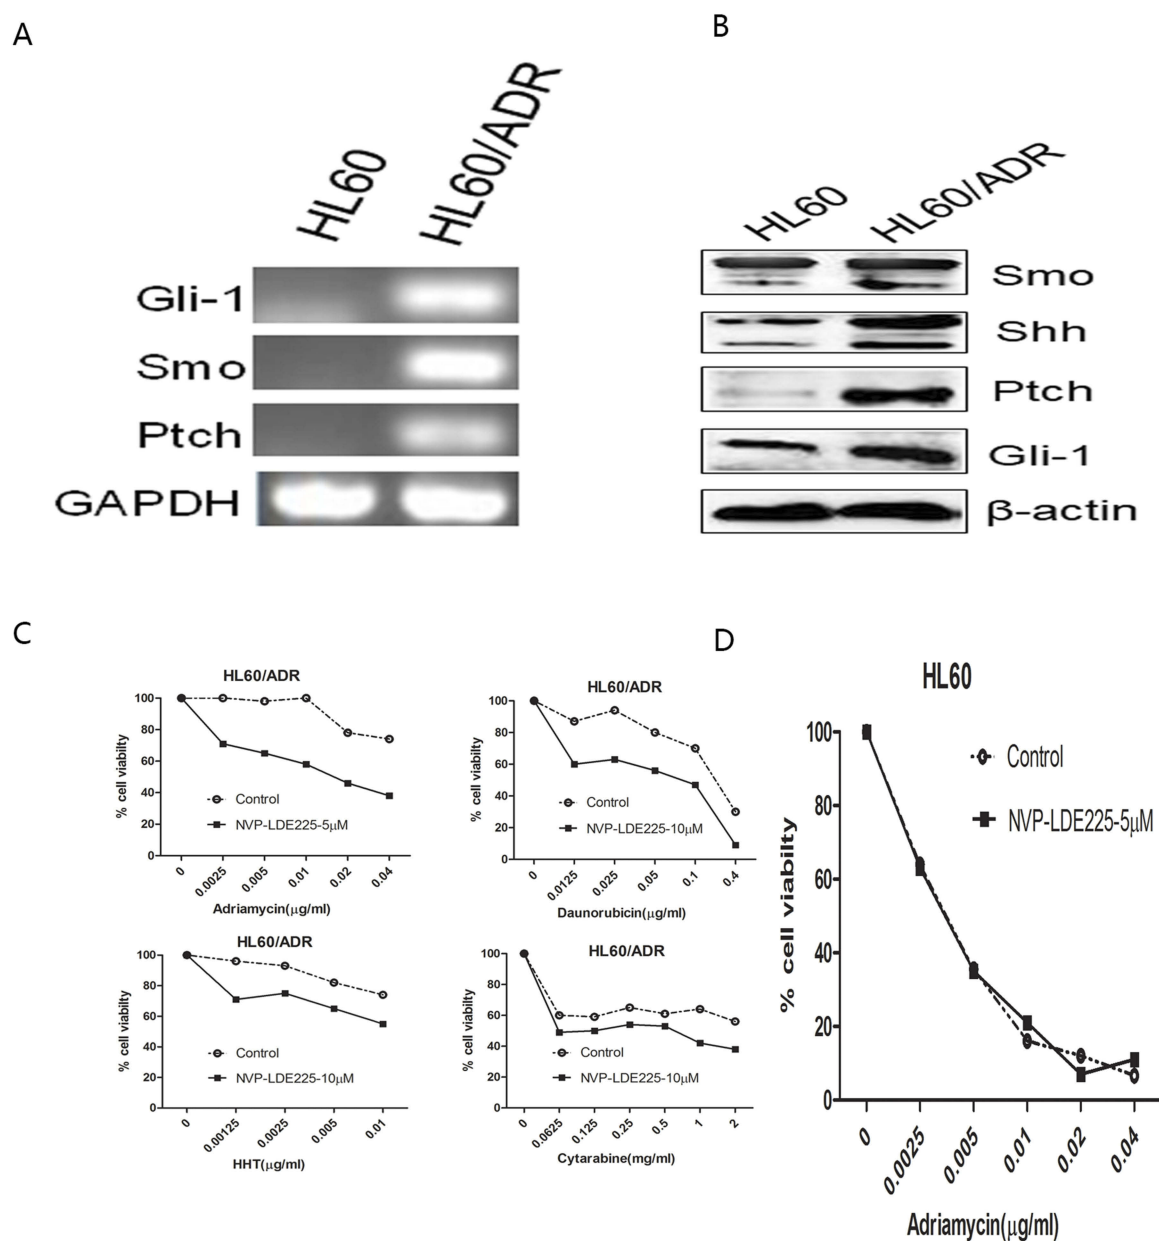 A
HL60
HL60/ADR
Gli-1
Smo
Ptch
GAPDH
B
HL60
HL60/ADR
Smo
Shh
Ptch
Gli-1
β-actin
C
HL60/ADR
% cell viabilty
100
80
60
40
20
0
Control
NVP-LDE225-5μM
0
0.0025
0.005
0.01
0.02
0.04
Adriamycin(μg/ml)
HL60/ADR
% cell viabilty
100
80
60
40
20
0
Control
NVP-LDE225-10μM
0
0.0125
0.025
0.05
0.1
0.4
Daunorubicin(μg/ml)
HL60/ADR
% cell viabilty
100
80
60
40
20
0
Control
NVP-LDE225-10μM
0
0.00125
0.0025
0.005
0.01
HHT(μg/ml)
HL60/ADR
% cell viabilty
100
80
60
40
20
0
Control
NVP-LDE225-10μM
0
0.0625
0.125
0.25
0.5
1
2
Cytarabine(mg/ml)
D
HL60
% cell viabilty
100
80
60
40
20
0
Control
NVP-LDE225-5μM
0
0.0025
0.005
0.01
0.02
0.04
Adriamycin(μg/ml)